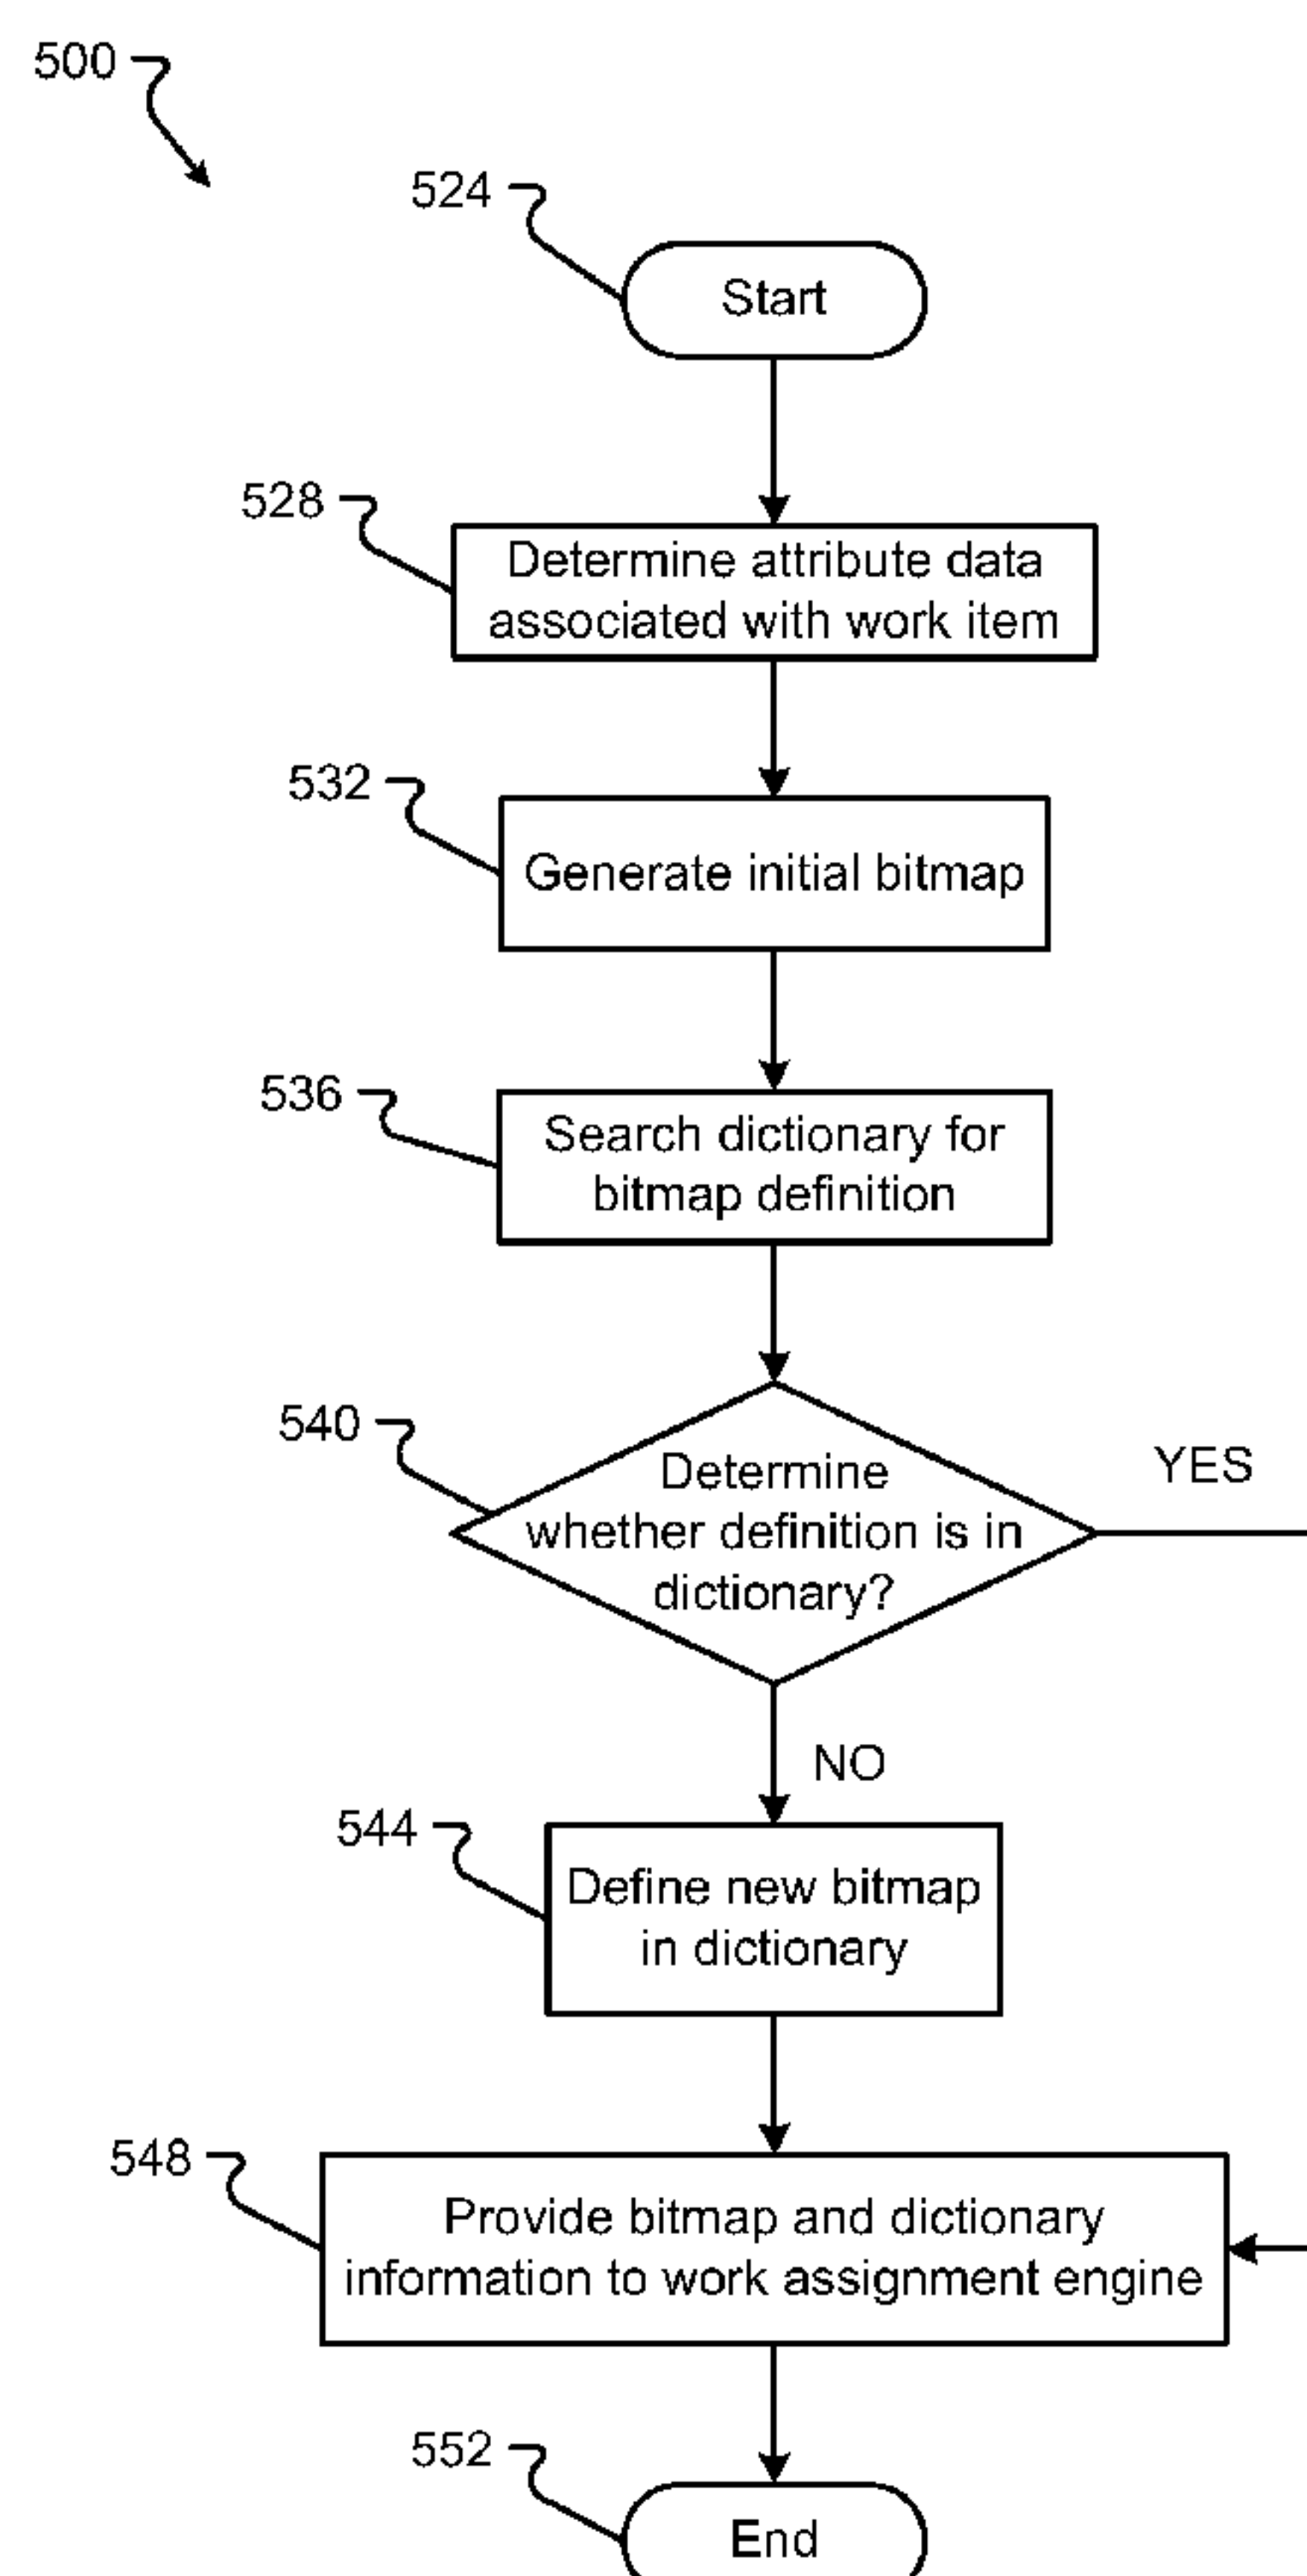 500
524
Start
528
Determine attribute data
associated with work item
532
Generate initial bitmap
536
Search dictionary for
bitmap definition
540
Determine
whether definition is in
dictionary?
YES
NO
544
Define new bitmap
in dictionary
548
Provide bitmap and dictionary
information to work assignment engine
552
End